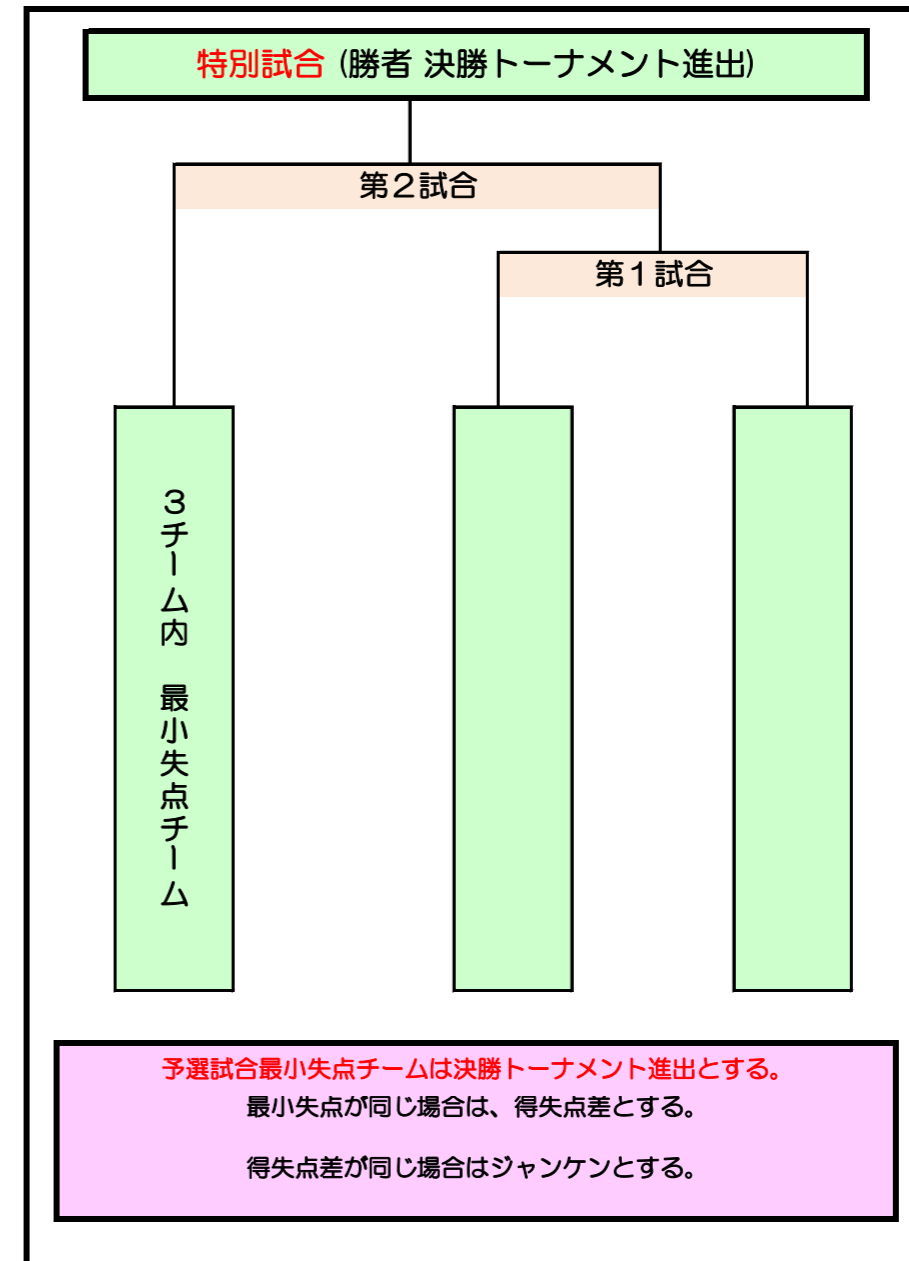 特別試合 (勝者 決勝トーナメント進出)
第２試合
第１試合
３チーム内　最小失点チーム
予選試合最小失点チームは決勝トーナメント進出とする。
最小失点が同じ場合は、得失点差とする。
得失点差が同じ場合はジャンケンとする。